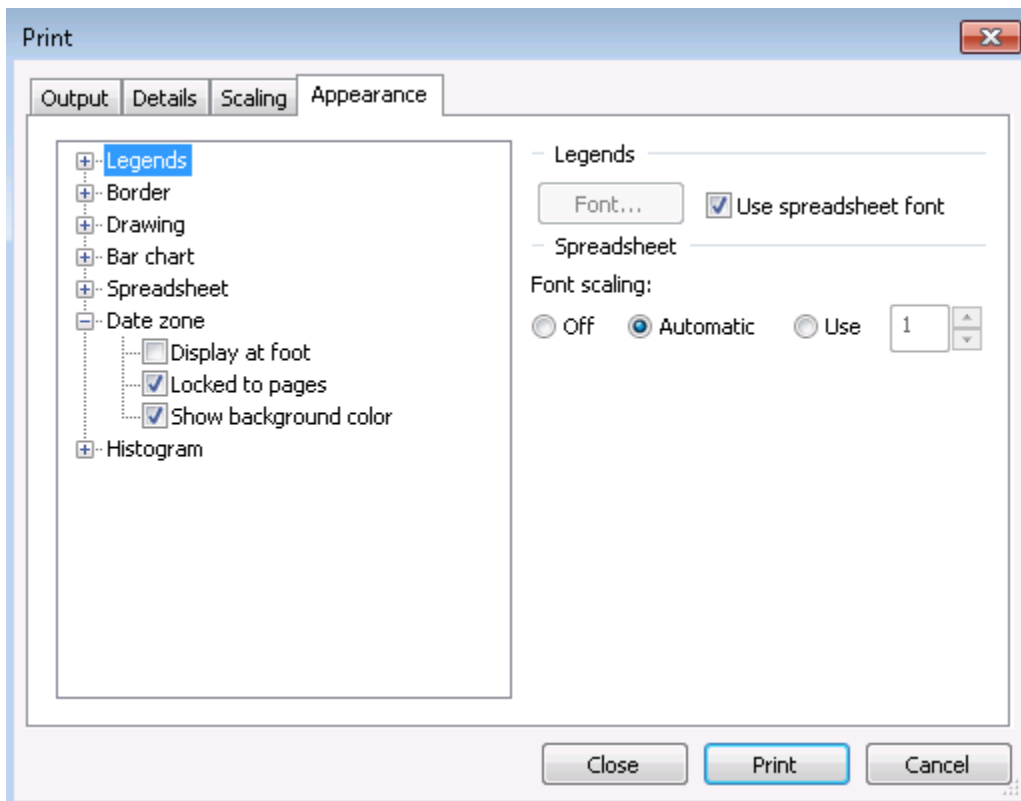 Print
Output Details Scaling Appearance
Legends
Border
Drawing
Bar chart
Spreadsheet
Date zone
Display at foot
Locked to pages
Show background color
Histogram
Legends
Font... Use spreadsheet font
Spreadsheet
Font scaling:
Off Automatic Use 1
Close Print Cancel